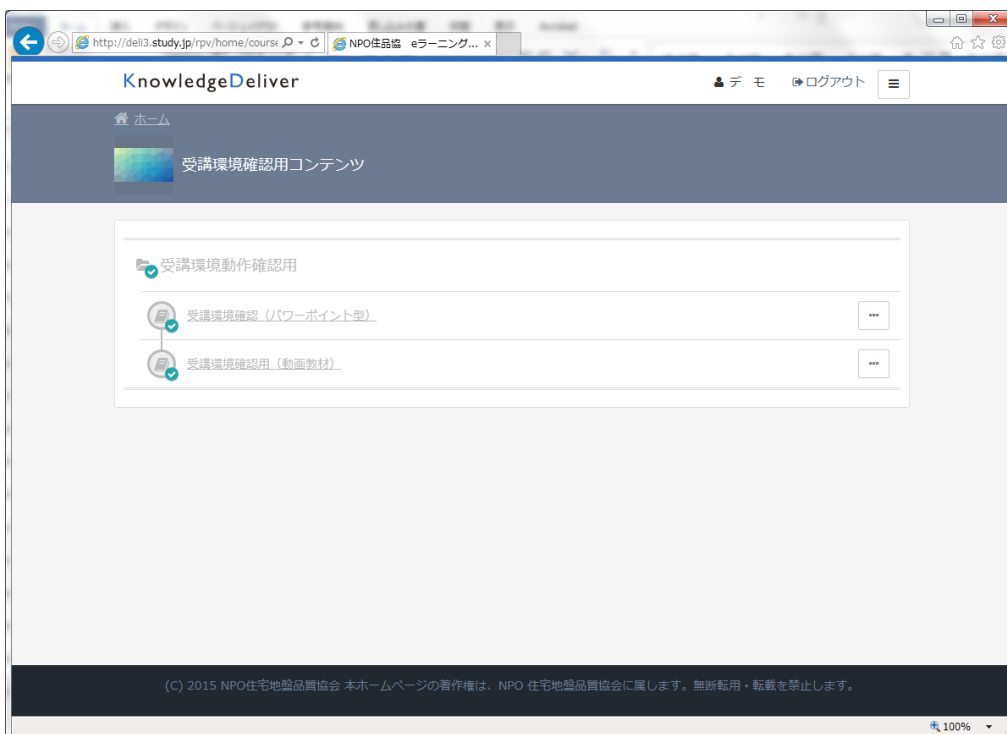 http://deli3.study.jp/rpv/home/course
NPO住品協 eラーニング... ×
KnowledgeDeliver
デ モ
ログアウト
ホーム
受講環境確認用コンテンツ
受講環境動作確認用
受講環境確認（パワーポイント型）
受講環境確認用（動画教材）
(C) 2015 NPO住宅地盤品質協会 本ホームページの著作権は、NPO 住宅地盤品質協会に属します。無断転用・転載を禁止します。
100%